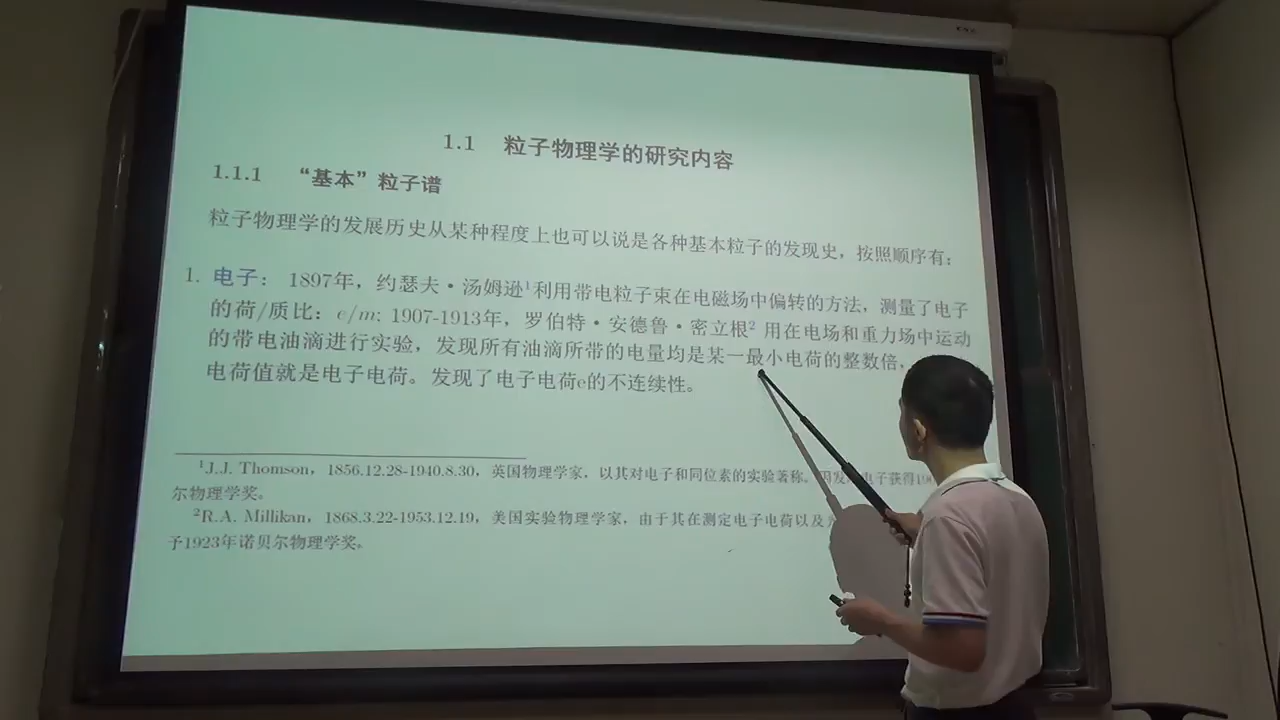 1.1 粒子物理学的研究内容
1.1.1 “基本”粒子谱
粒子物理学的发展历史从某种程度上也可以说是各种基本粒子的发现史，按照顺序有：
1. 电子： 1897年，约瑟夫·汤姆逊1利用带电粒子束在电磁场中偏转的方法，测量了电子
的荷/质比：e/m; 1907-1913年，罗伯特·安德鲁·密立根2 用在电场和重力场中运动
的带电油滴进行实验，发现所有油滴所带的电量均是某一最小电荷的整数倍，
电荷值就是电子电荷。发现了电子电荷e的不连续性。
1J.J. Thomson，1856.12.28-1940.8.30，英国物理学家，以其对电子和同位素的实验著称。因发 电子获得
尔物理学奖。
2R.A. Millikan，1868.3.22-1953.12.19，美国实验物理学家，由于其在测定电子电荷以及
予1923年诺贝尔物理学奖。